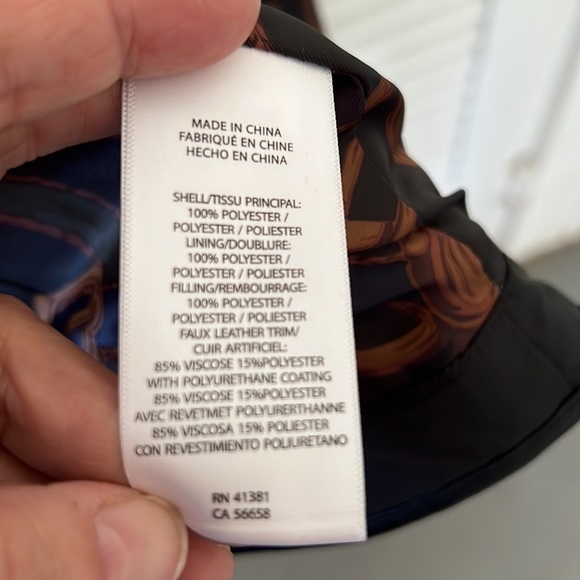 MADE IN CHINA
FABRIQUÉ EN CHINE
HECHO EN CHINA
SHELL/TISSU PRINCIPAL:
100% POLYESTER /
POLYESTER / POLIESTER
LINING/DOUBLURE:
100% POLYESTER /
POLYESTER / POLIESTER
FILLING/REMBOURRAGE:
100% POLYESTER /
POLYESTER / POLIESTER
FAUX LEATHER TRIM/
CUIR ARTIFICIEL:
85% VISCOSE 15%POLYESTER
WITH POLYURETHANE COATING
85% VISCOSE 15%POLYESTER
AVEC REVETMET POLYURERTHANNE
85% VISCOSA 15% POLIESTER
CON REVESTIMIENTO POLIURETANO
RN 41381
CA 56658